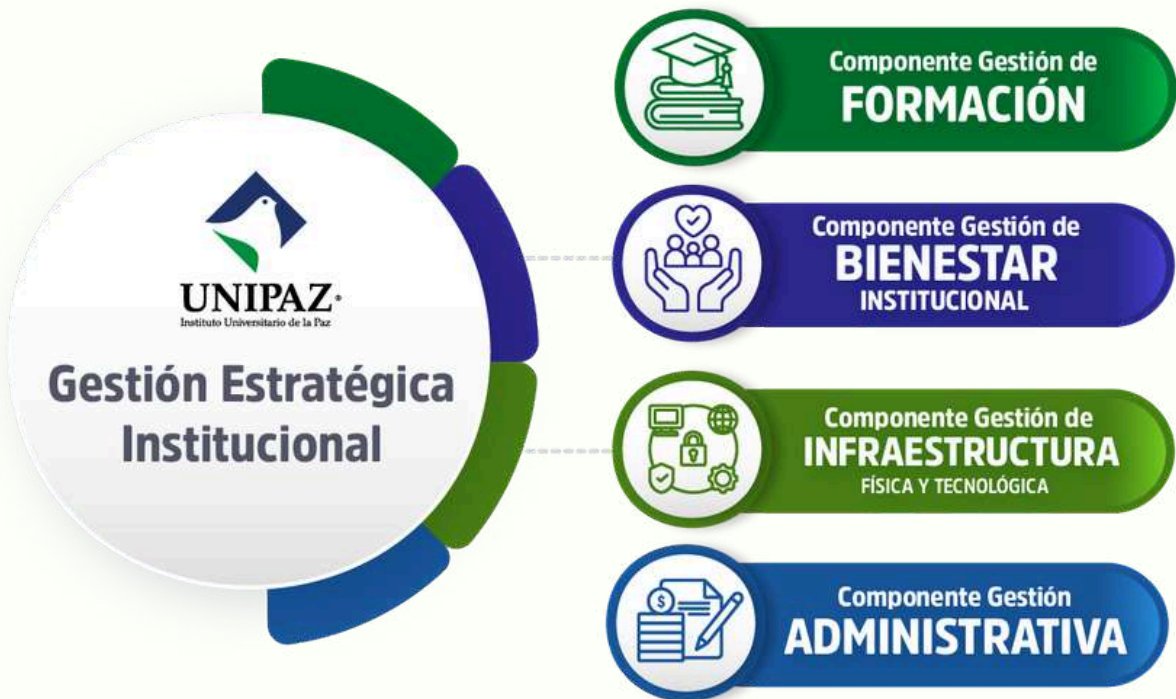 UNIPAZ®
Instituto Universitario de la Paz
Gestión Estratégica
Institucional
Componente Gestión de
FORMACIÓN
Componente Gestión de
BIENESTAR
INSTITUCIONAL
Componente Gestión de
INFRAESTRUCTURA
FÍSICA Y TECNOLÓGICA
Componente Gestión
ADMINISTRATIVA
$